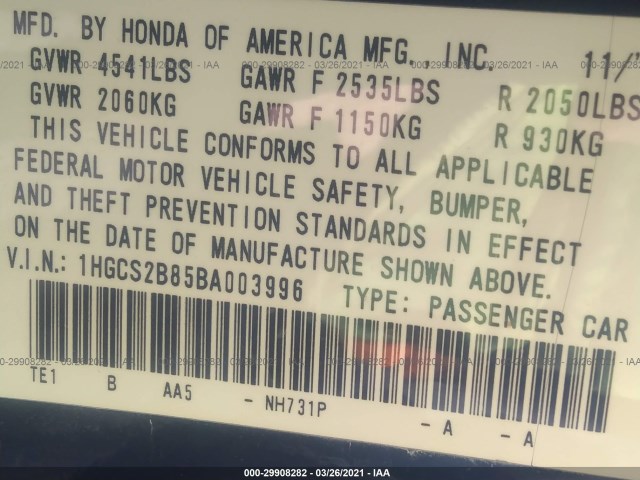 MFD. BY HONDA OF AMERICA MFG., INC. 11/
GVWR 4541LBS GAWR F 2535LBS R 2050LBS
GVWR 2060KG GAWR F 1150KG R 930KG
THIS VEHICLE CONFORMS TO ALL APPLICABLE
FEDERAL MOTOR VEHICLE SAFETY, BUMPER,
AND THEFT PREVENTION STANDARDS IN EFFECT
ON THE DATE OF MANUFACTURE SHOWN ABOVE.
V.I.N.: 1HGCS2B85BA003996 TYPE: PASSENGER CAR
TE1 B AA5 - NH731P - A - A
000-29908282 - 03/26/2021 - IAA